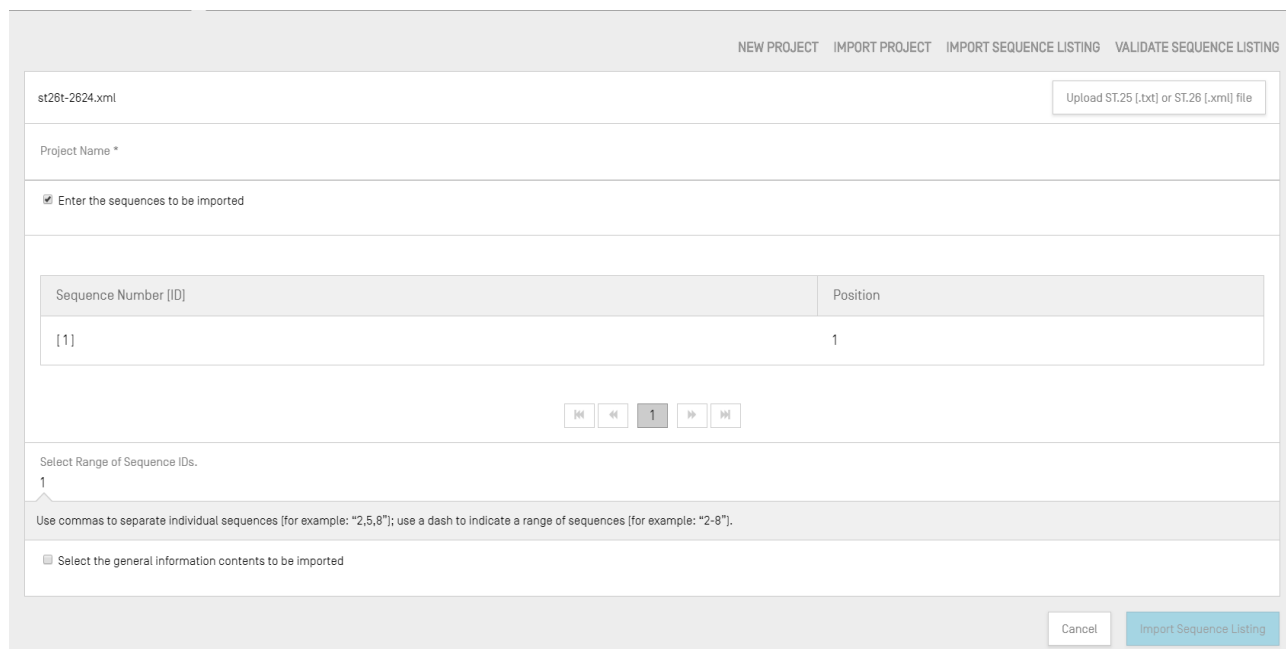 NEW PROJECT IMPORT PROJECT IMPORT SEQUENCE LISTING VALIDATE SEQUENCE LISTING
st26t-2624.xml Upload ST.25 [.txt] or ST.26 [.xml] file
Project Name *
Enter the sequences to be imported
Sequence Number [ID] Position
[ 1 ] 1
1
Select Range of Sequence IDs.
1
Use commas to separate individual sequences [for example: “2,5,8”]; use a dash to indicate a range of sequences [for example: “2-8”].
Select the general information contents to be imported
Cancel Import Sequence Listing